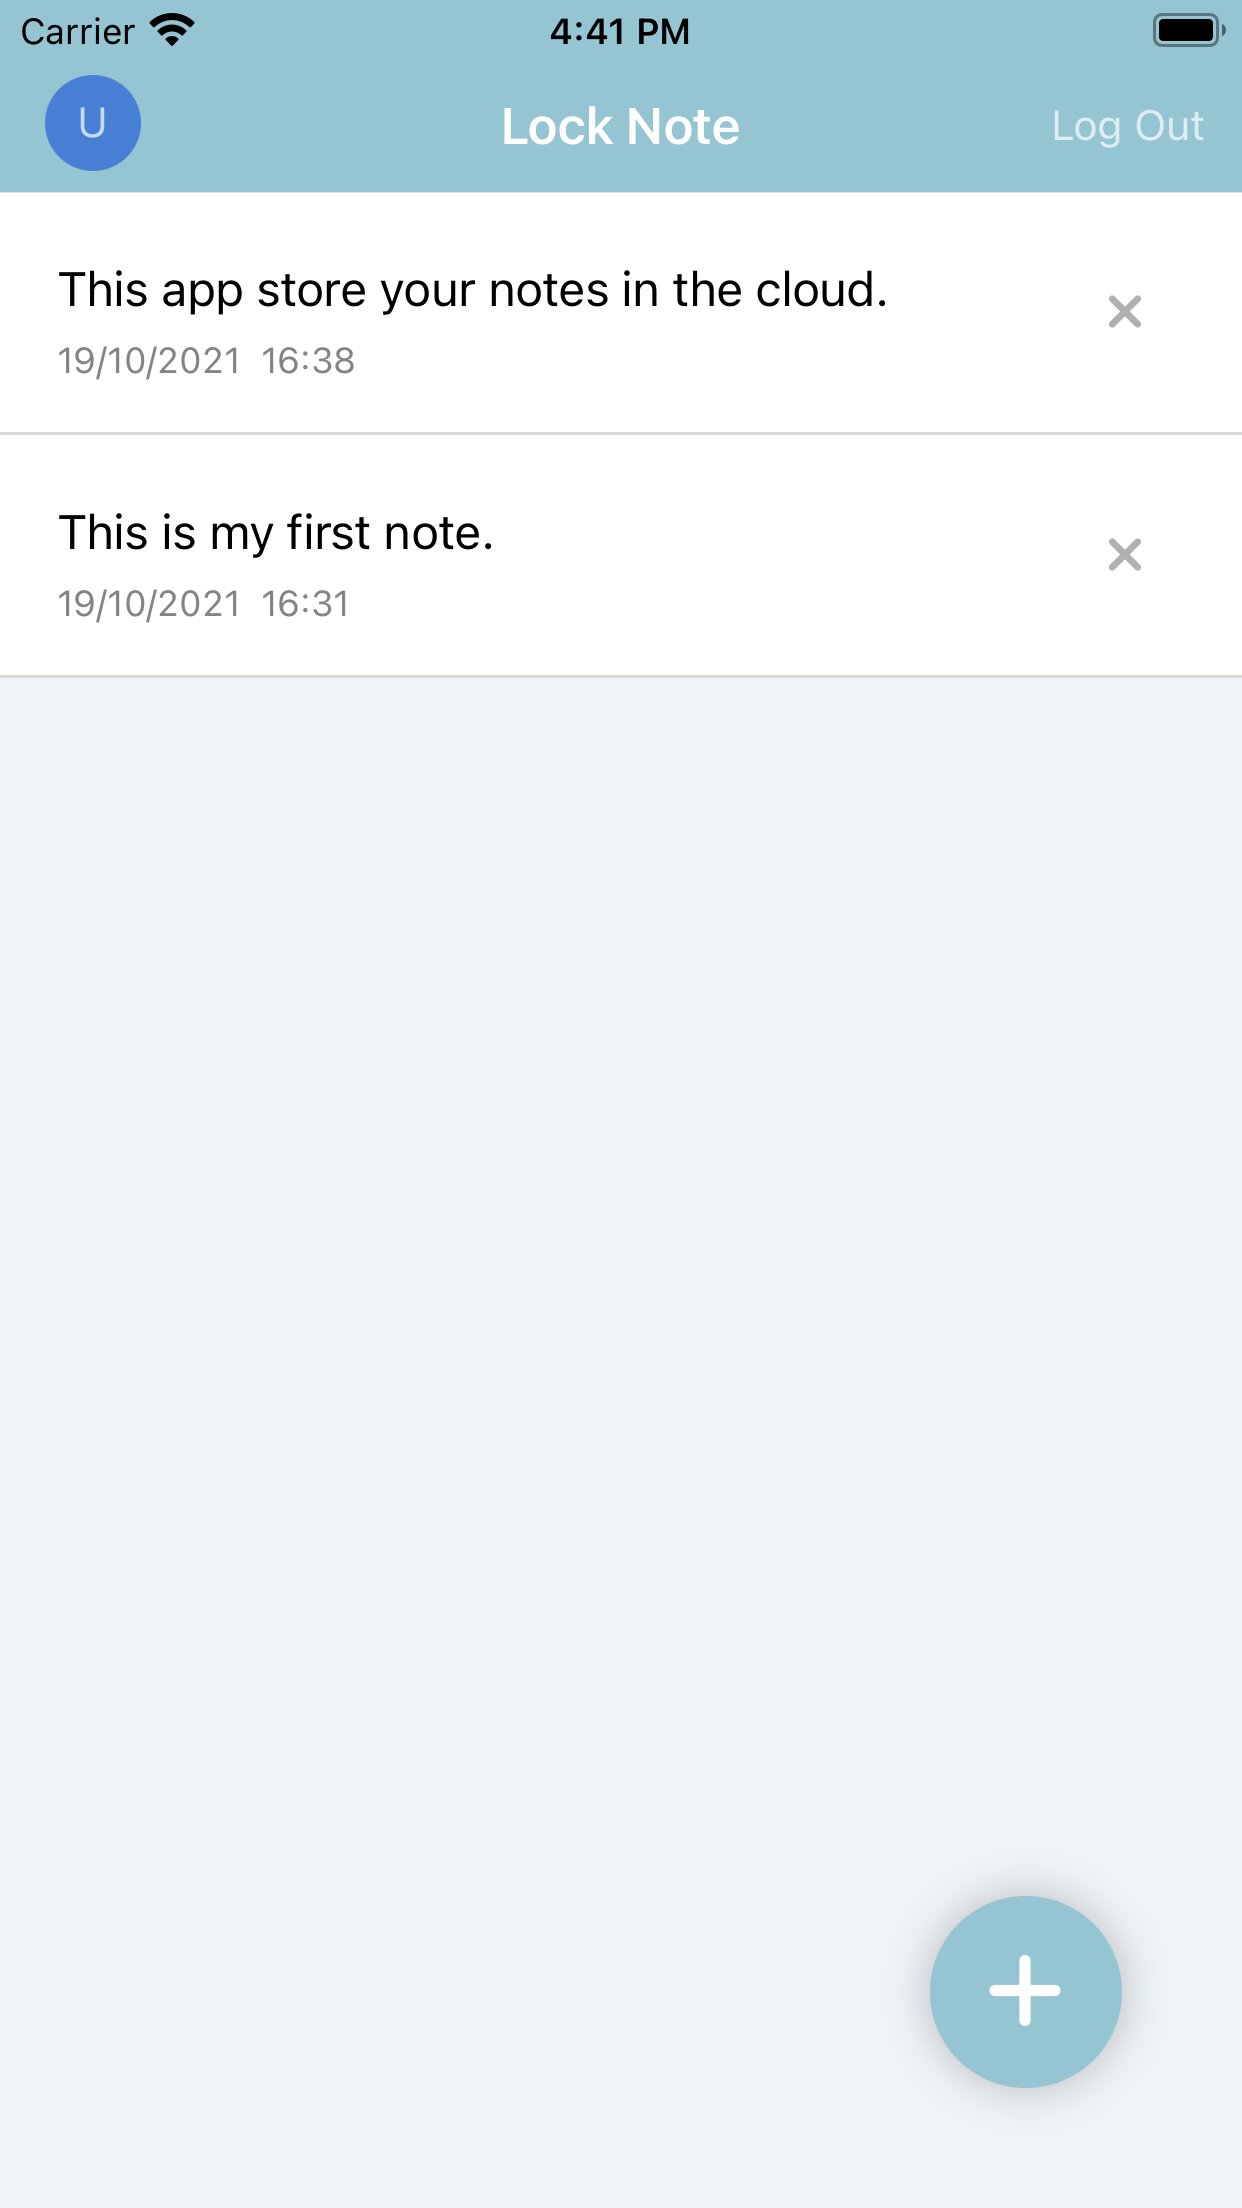 Carrier 4:41 PM
U Lock Note Log Out
This app store your notes in the cloud.
19/10/2021 16:38
This is my first note.
19/10/2021 16:31